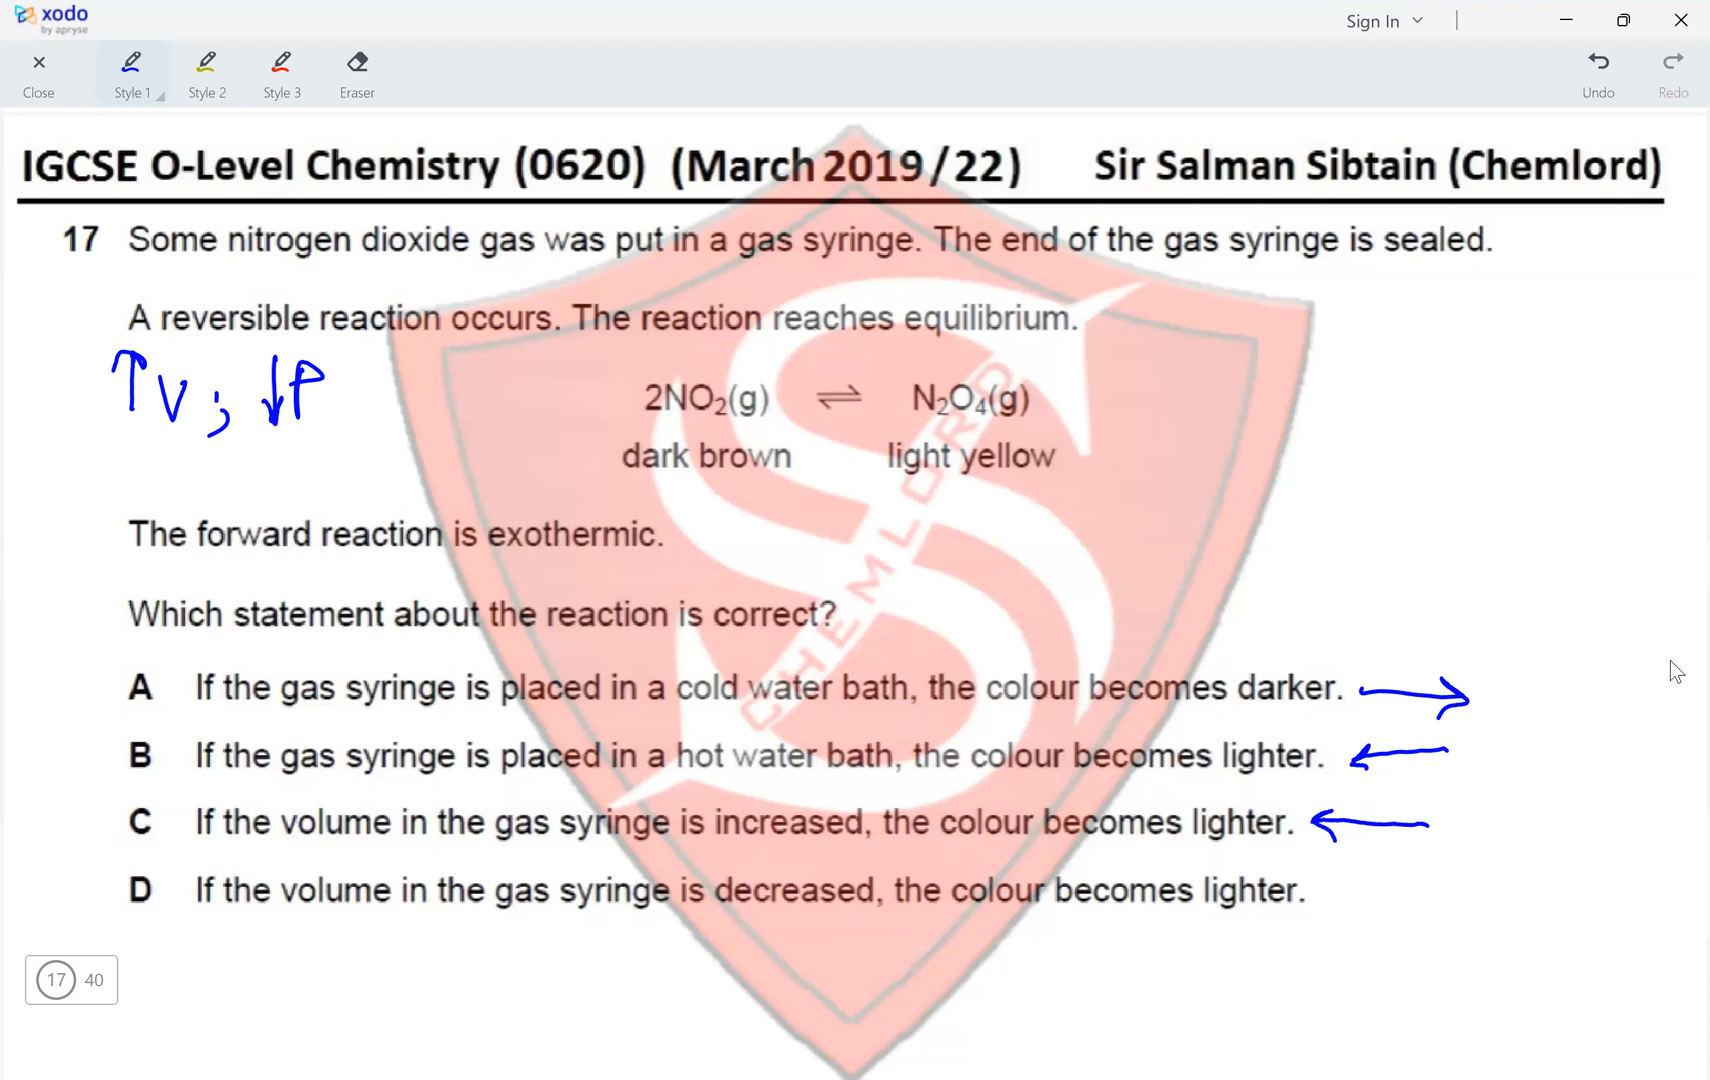 xodo
by apryse
Sign In
Close
Style 1
Style 2
Style 3
Eraser
Undo
Redo
IGCSE O-Level Chemistry (0620) (March 2019/22) Sir Salman Sibtain (Chemlord)
17 Some nitrogen dioxide gas was put in a gas syringe. The end of the gas syringe is sealed.
A reversible reaction occurs. The reaction reaches equilibrium.
↑V ; ↓P
2NO₂(g) ⇌ N₂O₄(g)
dark brown light yellow
The forward reaction is exothermic.
Which statement about the reaction is correct?
A If the gas syringe is placed in a cold water bath, the colour becomes darker. →
B If the gas syringe is placed in a hot water bath, the colour becomes lighter. ←
C If the volume in the gas syringe is increased, the colour becomes lighter. ←
D If the volume in the gas syringe is decreased, the colour becomes lighter.
CHEMLORD
17 40